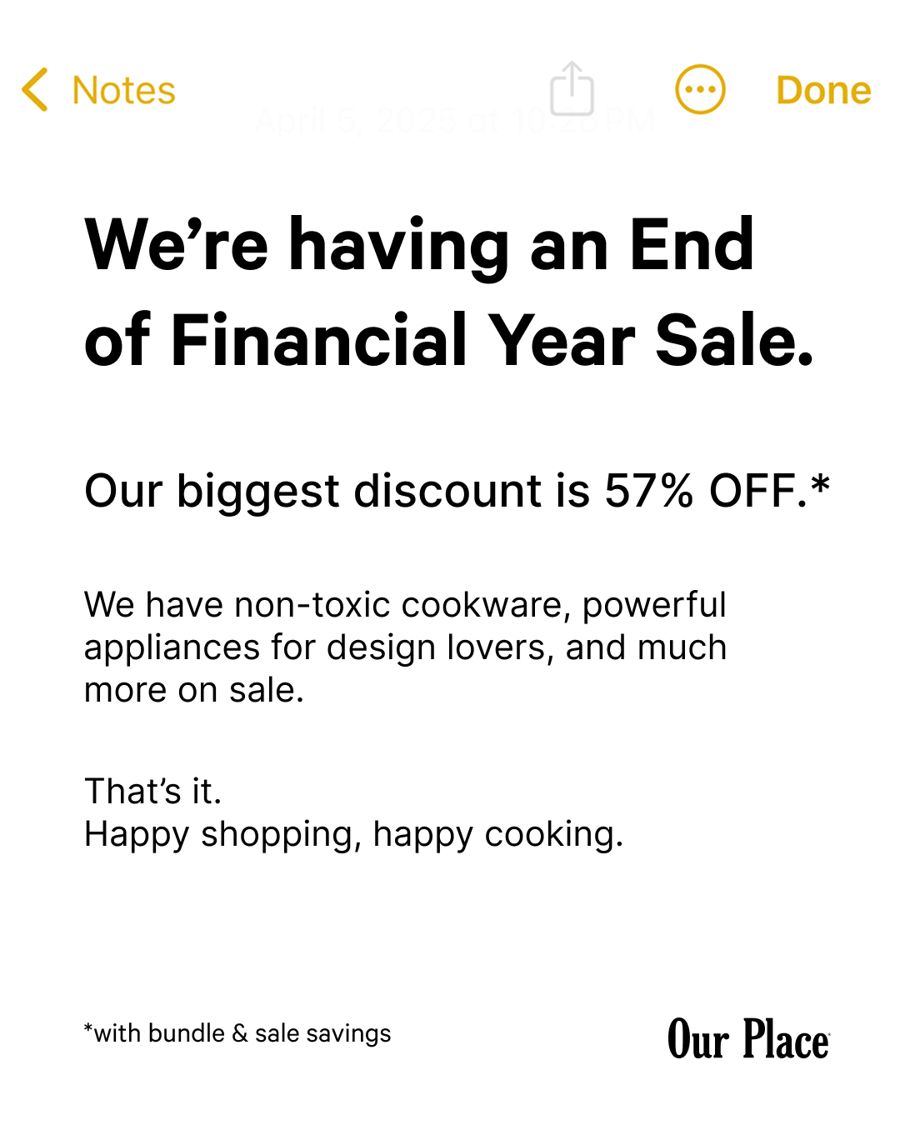 Notes
Done
We’re having an End
of Financial Year Sale.
Our biggest discount is 57% OFF.*
We have non-toxic cookware, powerful
appliances for design lovers, and much
more on sale.
That’s it.
Happy shopping, happy cooking.
*with bundle & sale savings
Our Place